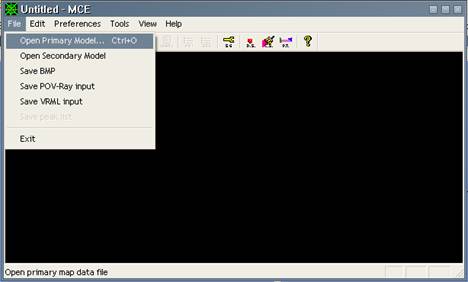 Untitled - MCE
File Edit Preferences Tools View Help
Open Primary Model... Ctrl+O
Open Secondary Model
Save BMP
Save POV-Ray input
Save VRML input
Save peak list
Exit
Open primary map data file